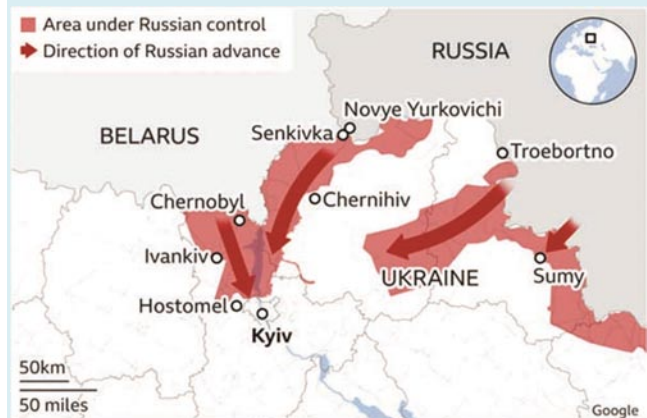 Area under Russian control
Direction of Russian advance
RUSSIA
BELARUS
Novye Yurkovichi
Senkivka
Troebortno
Chernobyl
Chernihiv
Ivankiv
UKRAINE
Sumy
Hostomel
Kyiv
50km
50 miles
Google